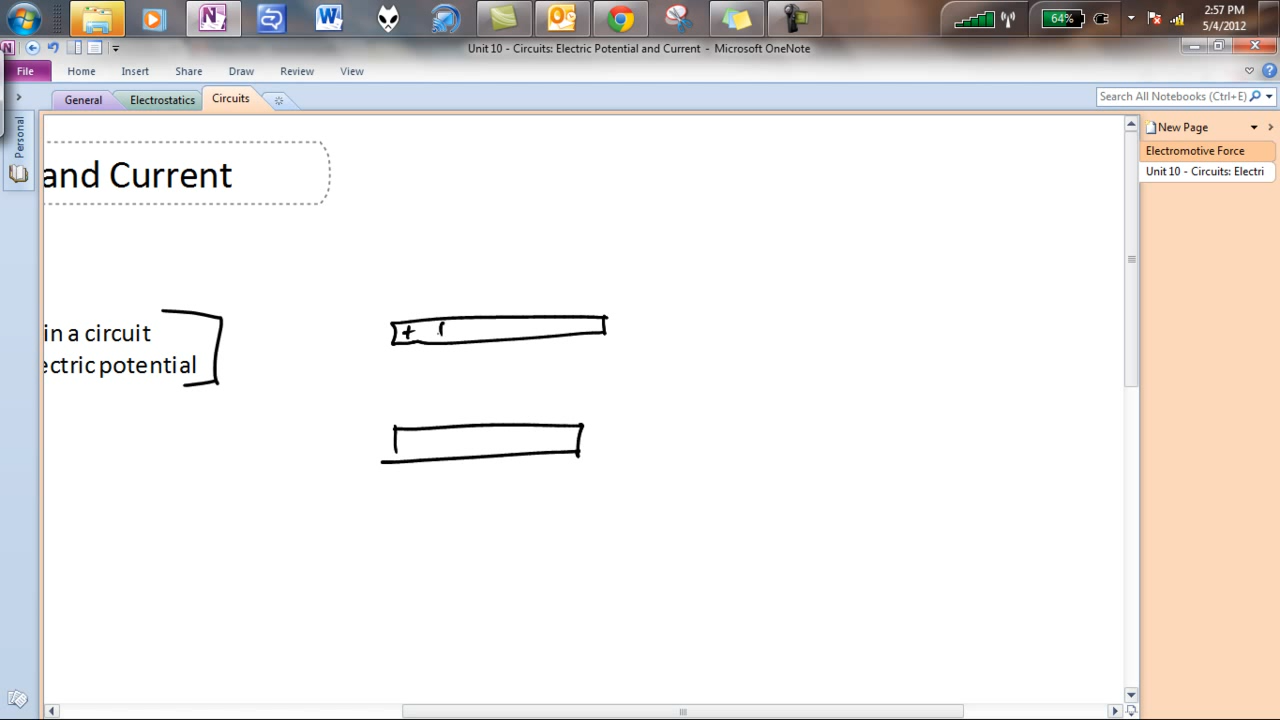 2:57 PM
64%
5/4/2012
Unit 10 - Circuits: Electric Potential and Current - Microsoft OneNote
File Home Insert Share Draw Review View
General Electrostatics Circuits
Search All Notebooks (Ctrl+E)
Personal
New Page
Electromotive Force
Unit 10 - Circuits: Electri
and Current
in a circuit
ectric potential
+